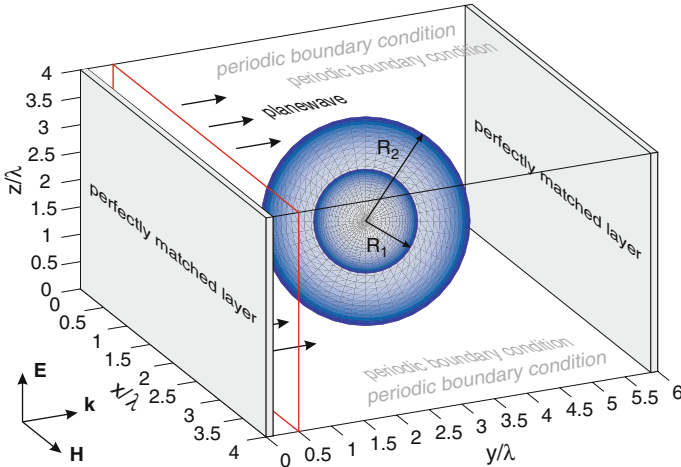 periodic boundary condition
periodic boundary condition
planewave
perfectly matched layer
perfectly matched layer
R2
R1
periodic boundary condition
periodic boundary condition
z/λ
4
3.5
3
2.5
2
1.5
1
0.5
0
x/λ
0
0.5
1
1.5
2
2.5
3
3.5
4
y/λ
0
0.5
1
1.5
2
2.5
3
3.5
4
4.5
5
5.5
6
E
k
H